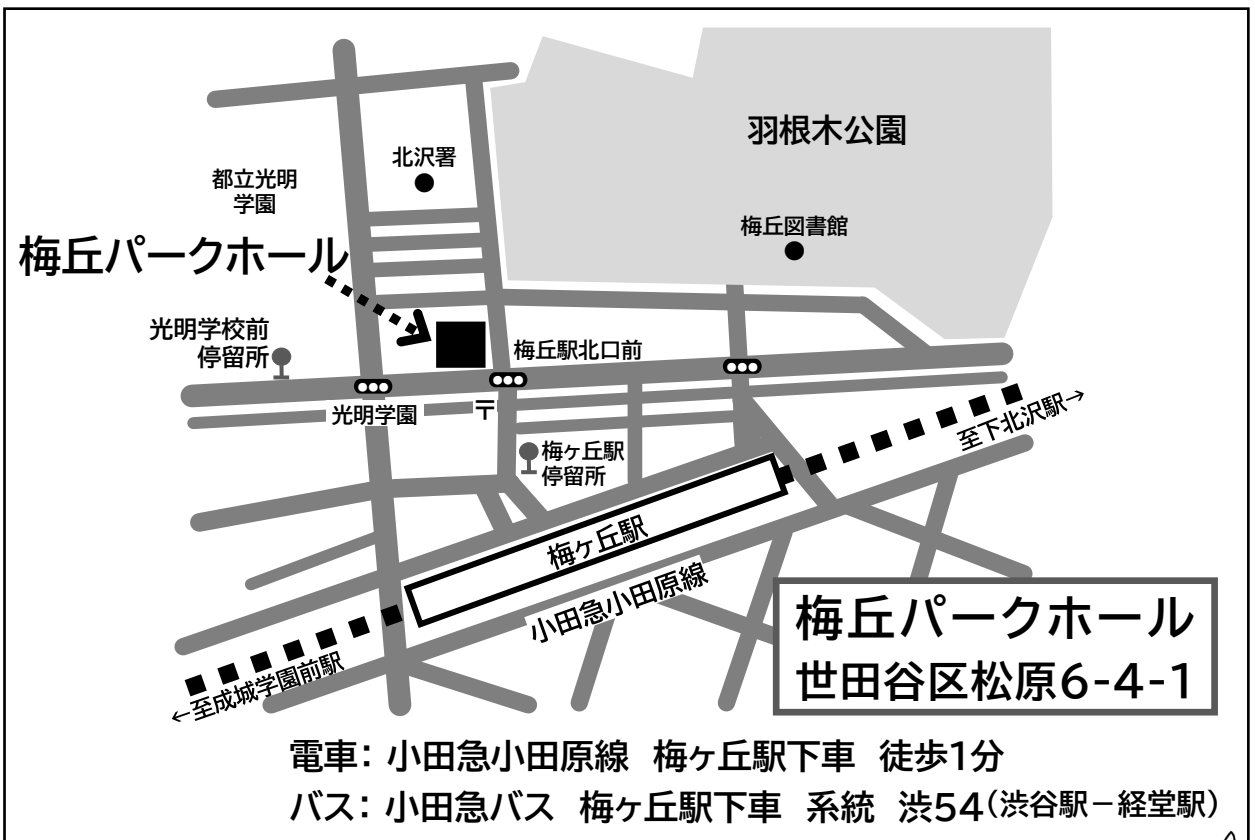 羽根木公園
北沢署
都立光明
学園
梅丘図書館
梅丘パークホール
光明学校前
停留所
梅丘駅北口前
光明学園
〒
梅ヶ丘駅
停留所
至下北沢駅→
梅ヶ丘駅
小田急小田原線
←至成城学園前駅
梅丘パークホール
世田谷区松原6-4-1
電車： 小田急小田原線 梅ヶ丘駅下車 徒歩1分
バス： 小田急バス 梅ヶ丘駅下車 系統 渋54(渋谷駅－経堂駅)